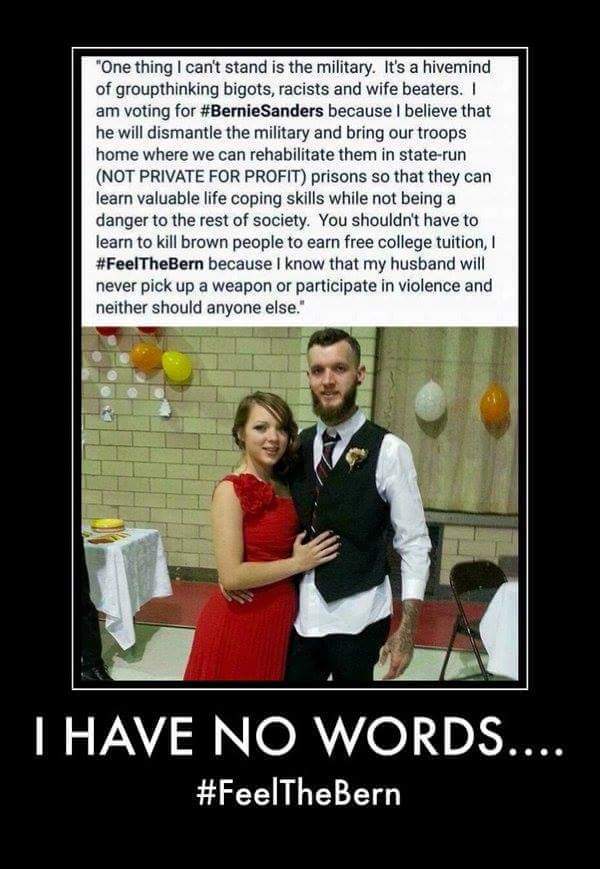 "One thing I can't stand is the military.  It's a hivemind
of groupthinking bigots, racists and wife beaters.  I
am voting for #BernieSanders because I believe that
he will dismantle the military and bring our troops
home where we can rehabilitate them in state-run
(NOT PRIVATE FOR PROFIT) prisons so that they can
learn valuable life coping skills while not being a
danger to the rest of society.  You shouldn't have to
learn to kill brown people to earn free college tuition, I
#FeelTheBern because I know that my husband will
never pick up a weapon or participate in violence and
neither should anyone else."
I HAVE NO WORDS....
#FeelTheBern